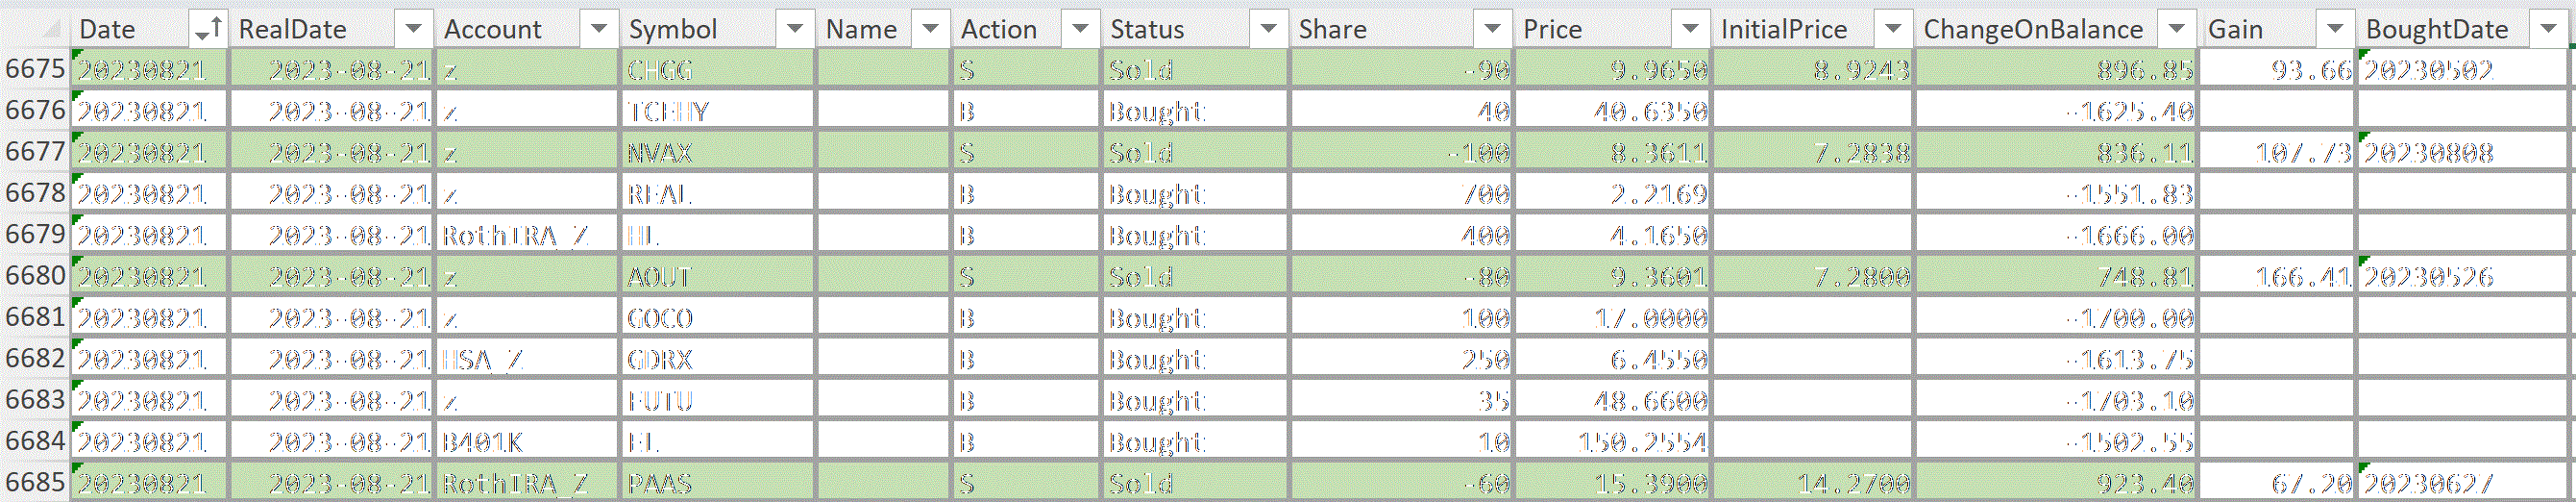 Date RealDate Account Symbol Name Action Status Share Price InitialPrice ChangeOnBalance Gain BoughtDate
6675 20230821 2023-08-21 z CHGG S Sold -90 9.9650 8.9243 896.85 93.66 20230502
6676 20230821 2023-08-21 z TCEHY B Bought 40 40.6350 -1625.40
6677 20230821 2023-08-21 z NVAX S Sold -100 8.3611 7.2838 836.11 107.73 20230808
6678 20230821 2023-08-21 z REAL B Bought 700 2.2169 -1551.83
6679 20230821 2023-08-21 RothIRA_Z HL B Bought 400 4.1650 -1666.00
6680 20230821 2023-08-21 z AOUT S Sold -80 9.3601 7.2800 748.81 166.41 20230526
6681 20230821 2023-08-21 z GOCO B Bought 100 17.0000 -1700.00
6682 20230821 2023-08-21 HSA_Z GDRX B Bought 250 6.4550 -1613.75
6683 20230821 2023-08-21 z FUTU B Bought 35 48.6600 -1703.10
6684 20230821 2023-08-21 B401K EL B Bought 10 150.2554 -1502.55
6685 20230821 2023-08-21 RothIRA_Z PAAS S Sold -60 15.3900 14.2700 923.40 67.20 20230627